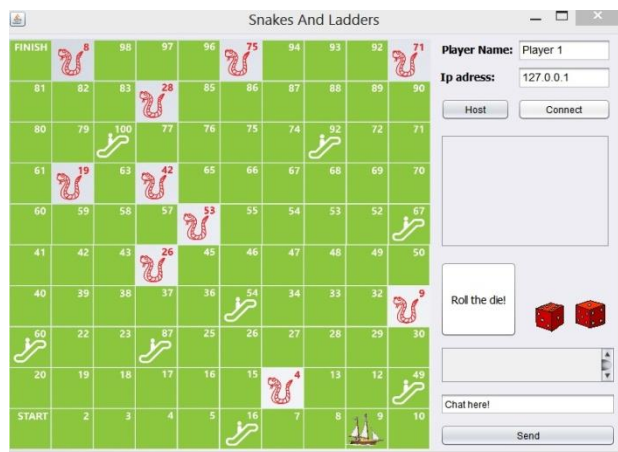 Snakes And Ladders
FINISH 8 98 97 96 75 94 93 92 71
81 82 83 28 85 86 87 88 89 90
80 79 100 77 76 75 74 92 72 71
61 19 63 42 65 66 67 68 69 70
60 59 58 57 53 55 54 53 52 67
41 42 43 26 45 46 47 48 49 50
40 39 38 37 36 54 34 33 32 9
60 22 23 87 25 26 27 28 29 30
20 19 18 17 16 15 4 13 12 49
START 2 3 4 5 16 7 8 9 10
Player Name: Player 1
Ip adress: 127.0.0.1
Host Connect
Roll the die!
Chat here!
Send